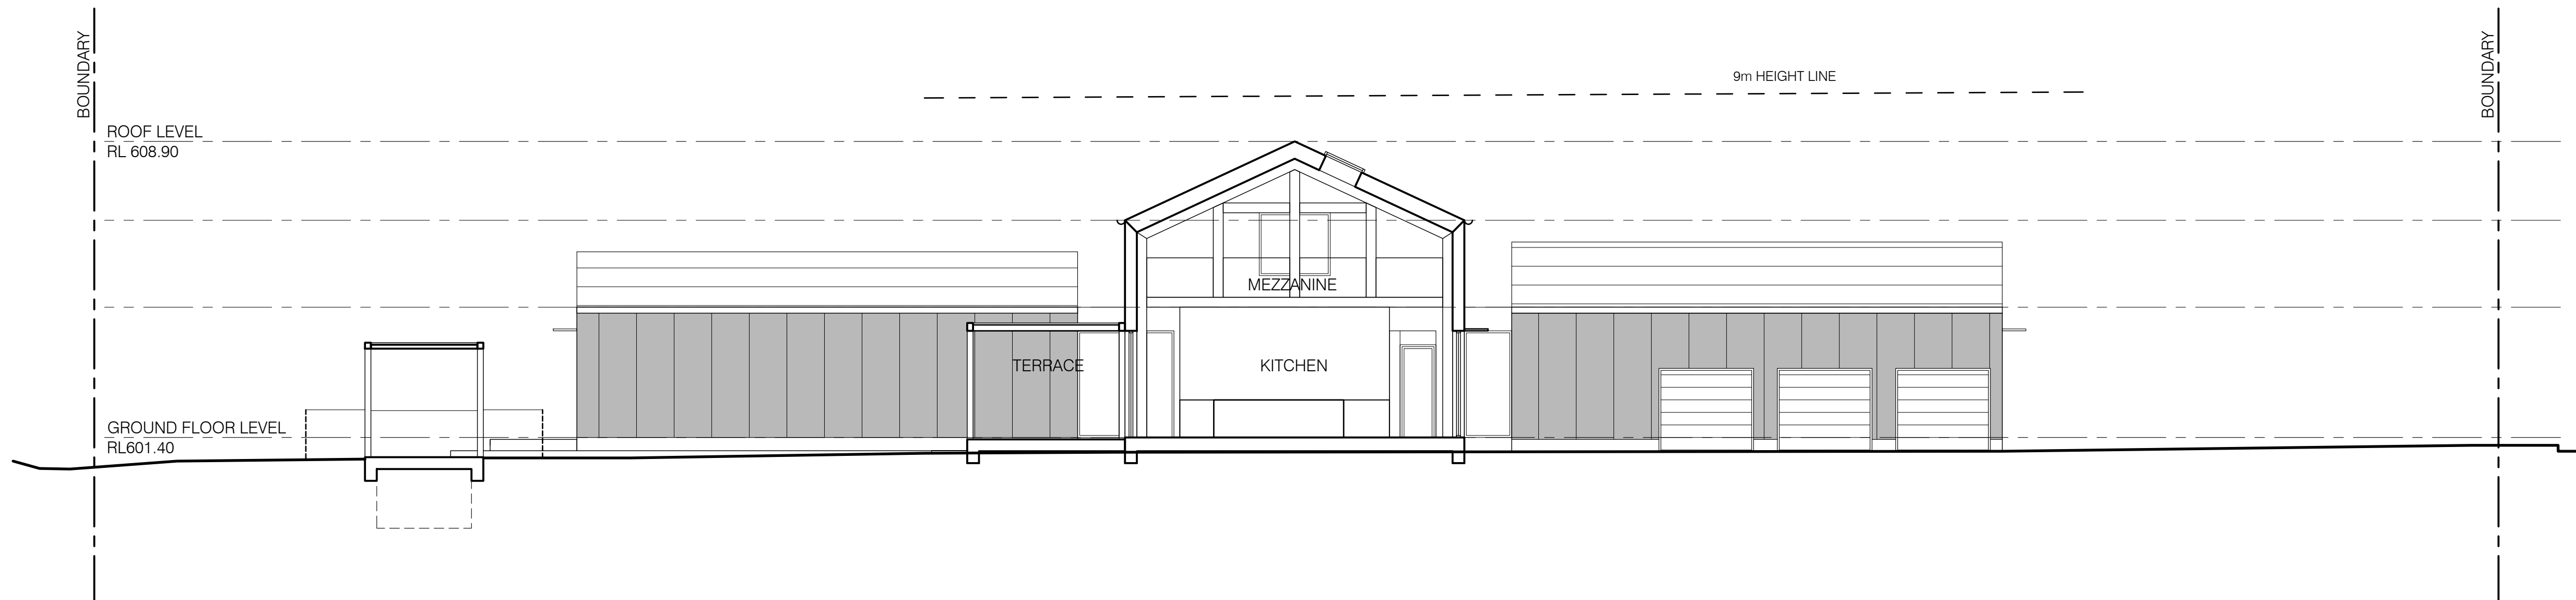 BOUNDARY
BOUNDARY
9m HEIGHT LINE
ROOF LEVEL
RL 608.90
MEZZANINE
TERRACE
KITCHEN
GROUND FLOOR LEVEL
RL601.40